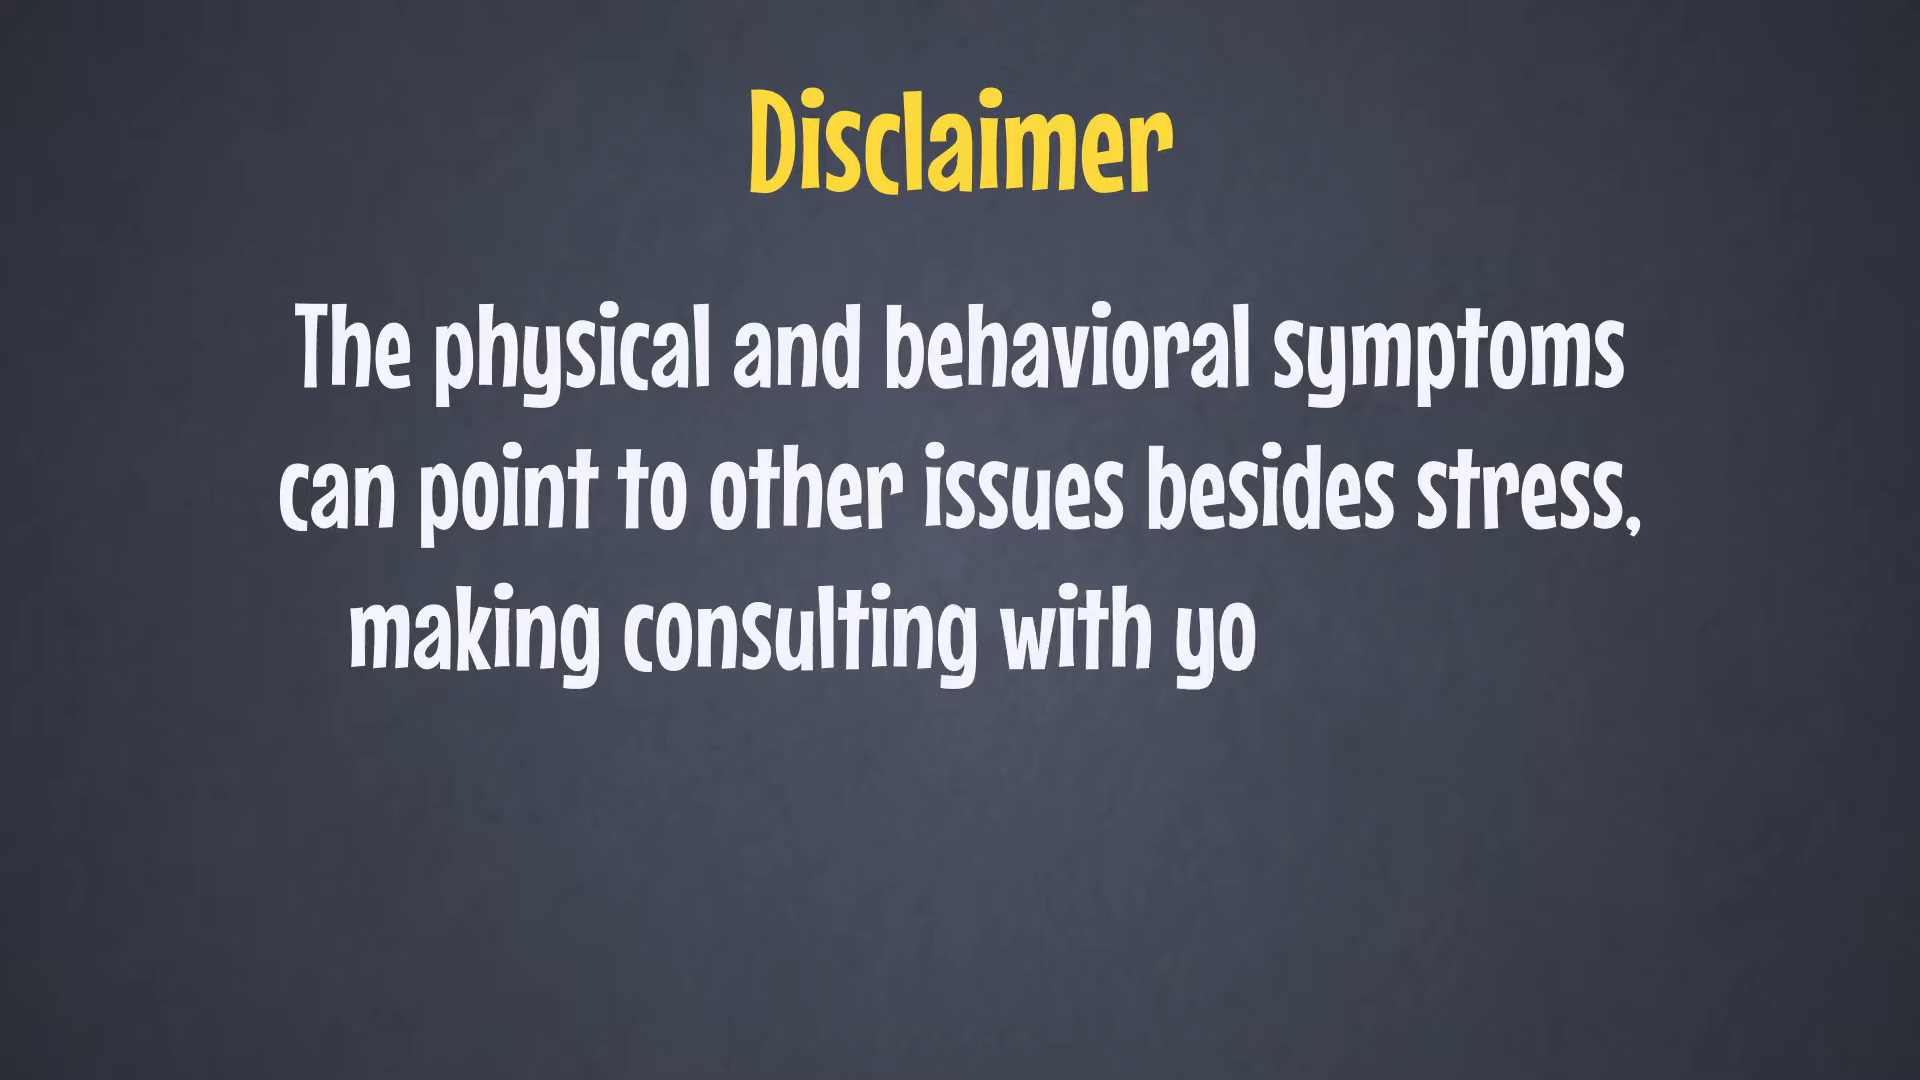 Disclaimer
The physical and behavioral symptoms
can point to other issues besides stress,
making consulting with yo